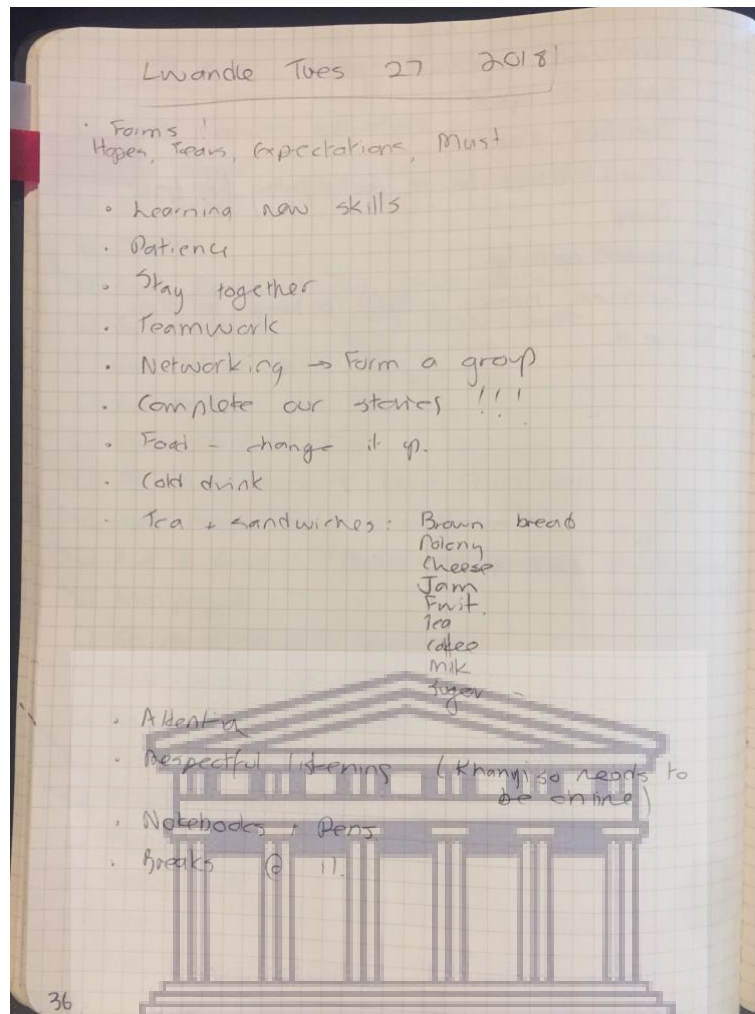 Lwandle Tues 27 2018
• Forms !
Hopes, Fears, Expectations, Must
• Learning new skills
• Patience
• Stay together
• Teamwork
• Networking → Form a group
• Complete our stories !!!
• Food - change it up.
• Cold drink
• Tea + sandwiches: Brown bread
Polony
Cheese
Jam
Fruit.
Tea
Coffee
Milk
Sugar
•
• Respectful listening (Khanyiso needs to
be online)
• Notebooks + Pens
• Breaks @ 11.
36